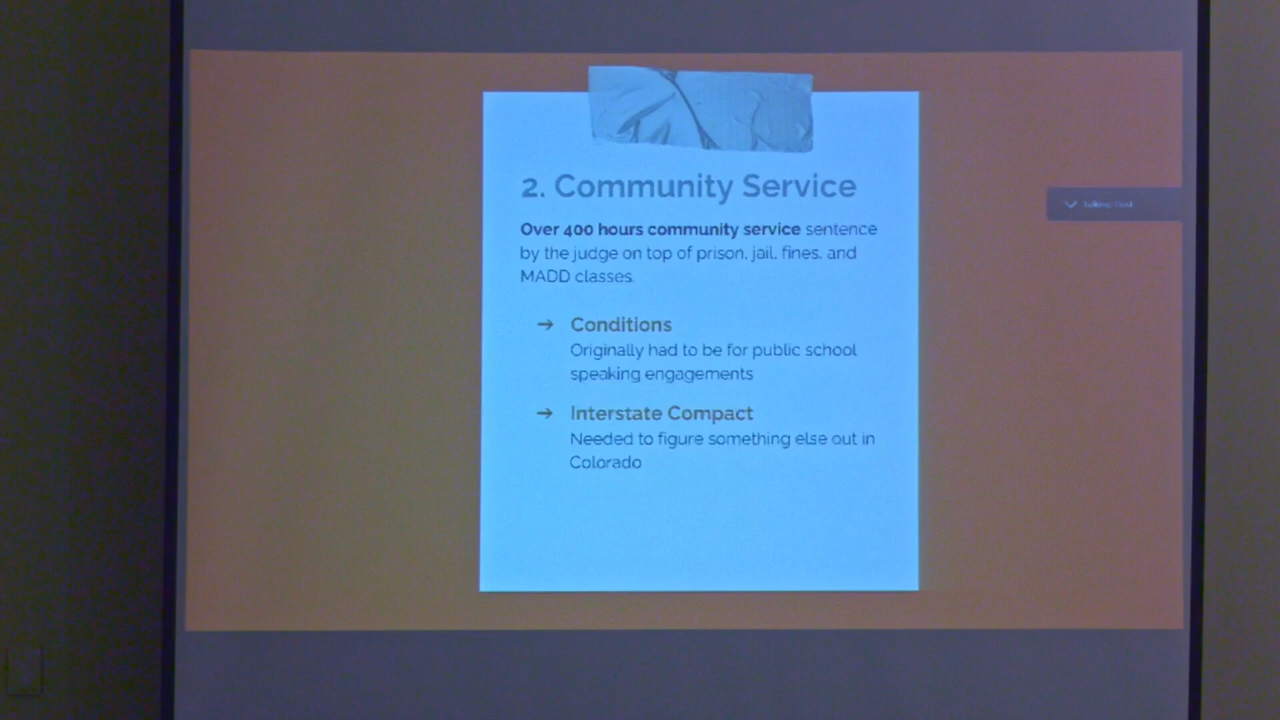 2. Community Service
Over 400 hours community service sentence
by the judge on top of prison, jail, fines, and
MADD classes.
→ Conditions
Originally had to be for public school
speaking engagements
→ Interstate Compact
Needed to figure something else out in
Colorado